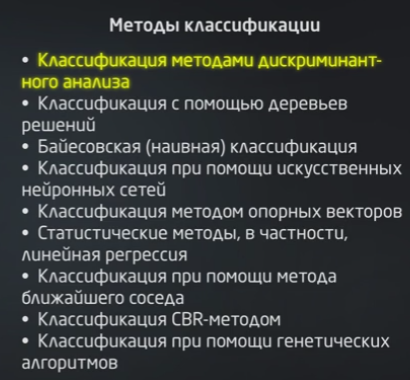 Методы классификации
• Классификация методами дискриминант-
ного анализа
• Классификация с помощью деревьев
решений
• Байесовская (наивная) классификация
• Классификация при помощи искусственных
нейронных сетей
• Классификация методом опорных векторов
• Статистические методы, в частности, в,
линейная регрессия
• Классификация при помощи метода
ближайшего соседа
• Классификация CBR-методом
• Классификация при помощи генетических
алгоритмов